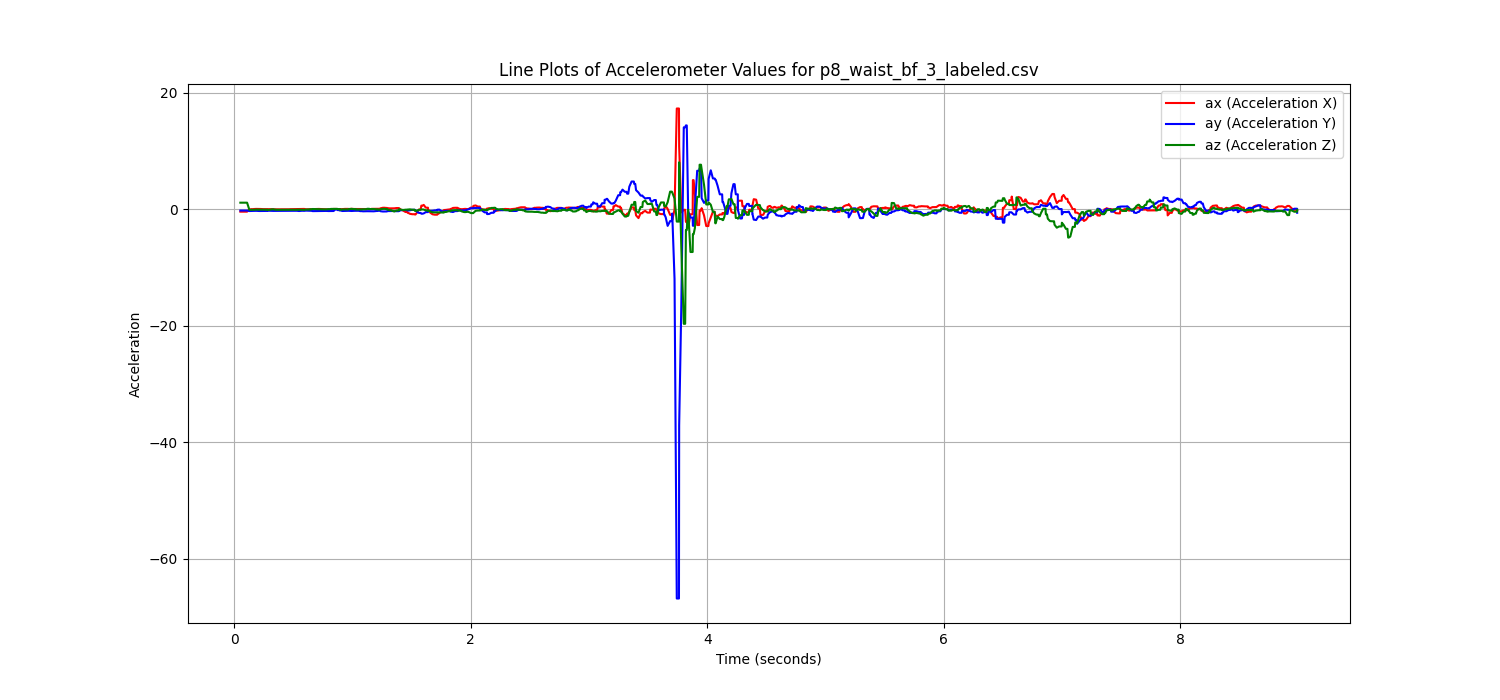 Line Plots of Accelerometer Values for p8_waist_bf_3_labeled.csv
ax (Acceleration X)
ay (Acceleration Y)
az (Acceleration Z)
Acceleration
20
0
−20
−40
−60
0 2 4 6 8
Time (seconds)